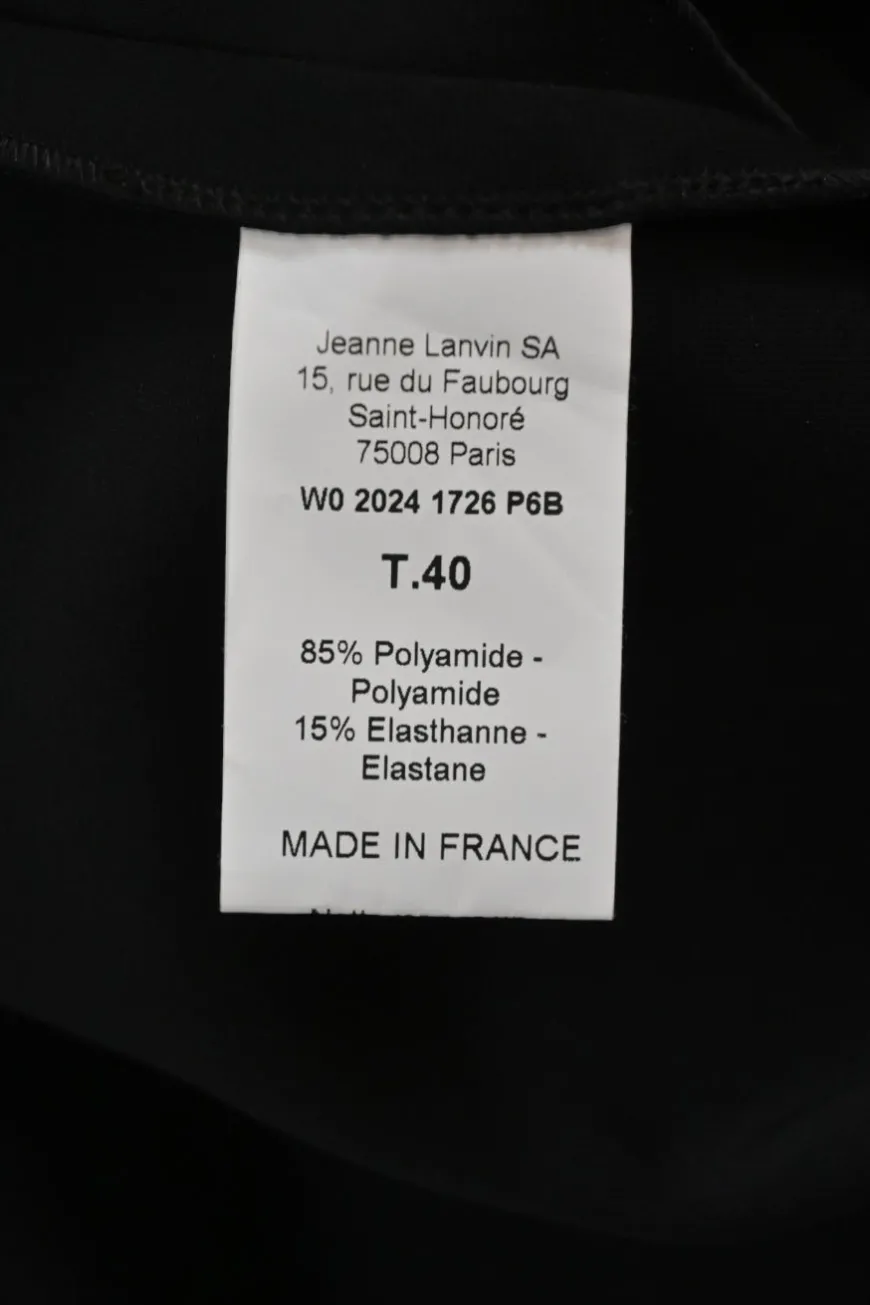 Jeanne Lanvin SA
15, rue du Faubourg
Saint-Honoré
75008 Paris
W0 2024 1726 P6B
T.40
85% Polyamide -
Polyamide
15% Elasthanne -
Elastane
MADE IN FRANCE